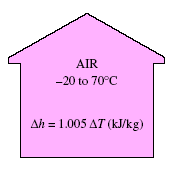 AIR
−20 to 70°C
Δh = 1.005 ΔT (kJ/kg)